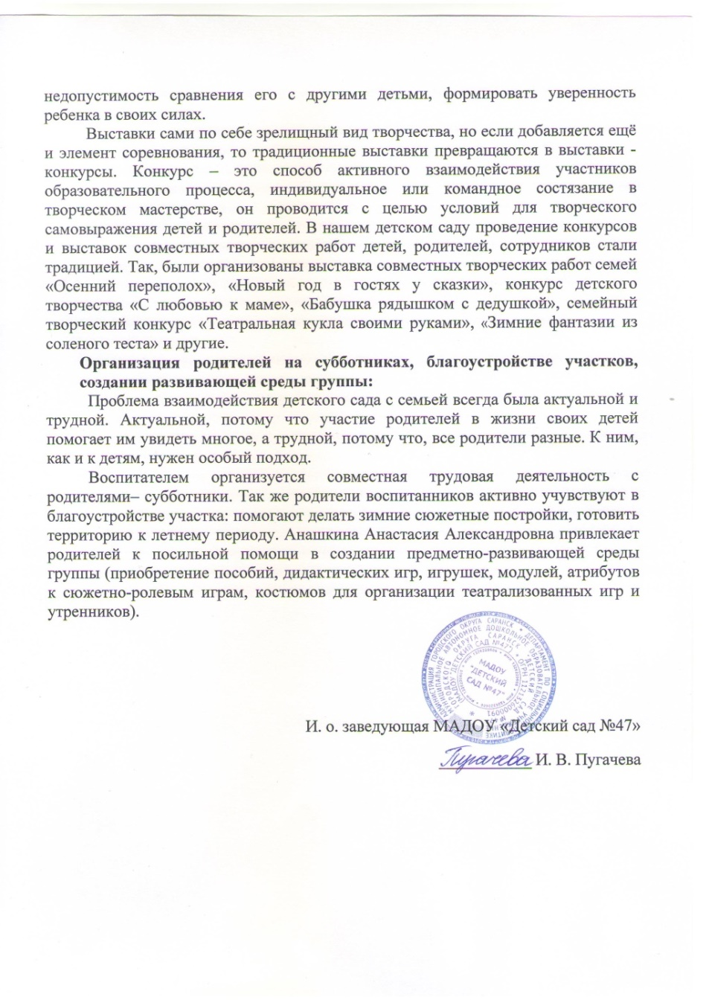 недопустимость сравнения его с другими детьми, формировать уверенность
ребенка в своих силах.
Выставки сами по себе зрелищный вид творчества, но если добавляется ещё
и элемент соревнования, то традиционные выставки превращаются в выставки -
конкурсы. Конкурс – это способ активного взаимодействия участников
образовательного процесса, индивидуальное или командное состязание в
творческом мастерстве, он проводится с целью условий для творческого
самовыражения детей и родителей. В нашем детском саду проведение конкурсов
и выставок совместных творческих работ детей, родителей, сотрудников стали
традицией. Так, были организованы выставка совместных творческих работ семей
«Осенний переполох», «Новый год в гостях у сказки», конкурс детского
творчества «С любовью к маме», «Бабушка рядышком с дедушкой», семейный
творческий конкурс «Театральная кукла своими руками», «Зимние фантазии из
соленого теста» и другие.
Организация родителей на субботниках, благоустройстве участков,
создании развивающей среды группы:
Проблема взаимодействия детского сада с семьей всегда была актуальной и
трудной. Актуальной, потому что участие родителей в жизни своих детей
помогает им увидеть многое, а трудной, потому что, все родители разные. К ним,
как и к детям, нужен особый подход.
Воспитателем организуется совместная трудовая деятельность с
родителями– субботники. Так же родители воспитанников активно учувствуют в
благоустройстве участка: помогают делать зимние сюжетные постройки, готовить
территорию к летнему периоду. Анашкина Анастасия Александровна привлекает
родителей к посильной помощи в создании предметно-развивающей среды
группы (приобретение пособий, дидактических игр, игрушек, модулей, атрибутов
к сюжетно-ролевым играм, костюмов для организации театрализованных игр и
утренников).
МАДОУ
"ДЕТСКИЙ
САД №47"
И. о. заведующая МАДОУ «Детский сад №47»
Пугачева И. В. Пугачева